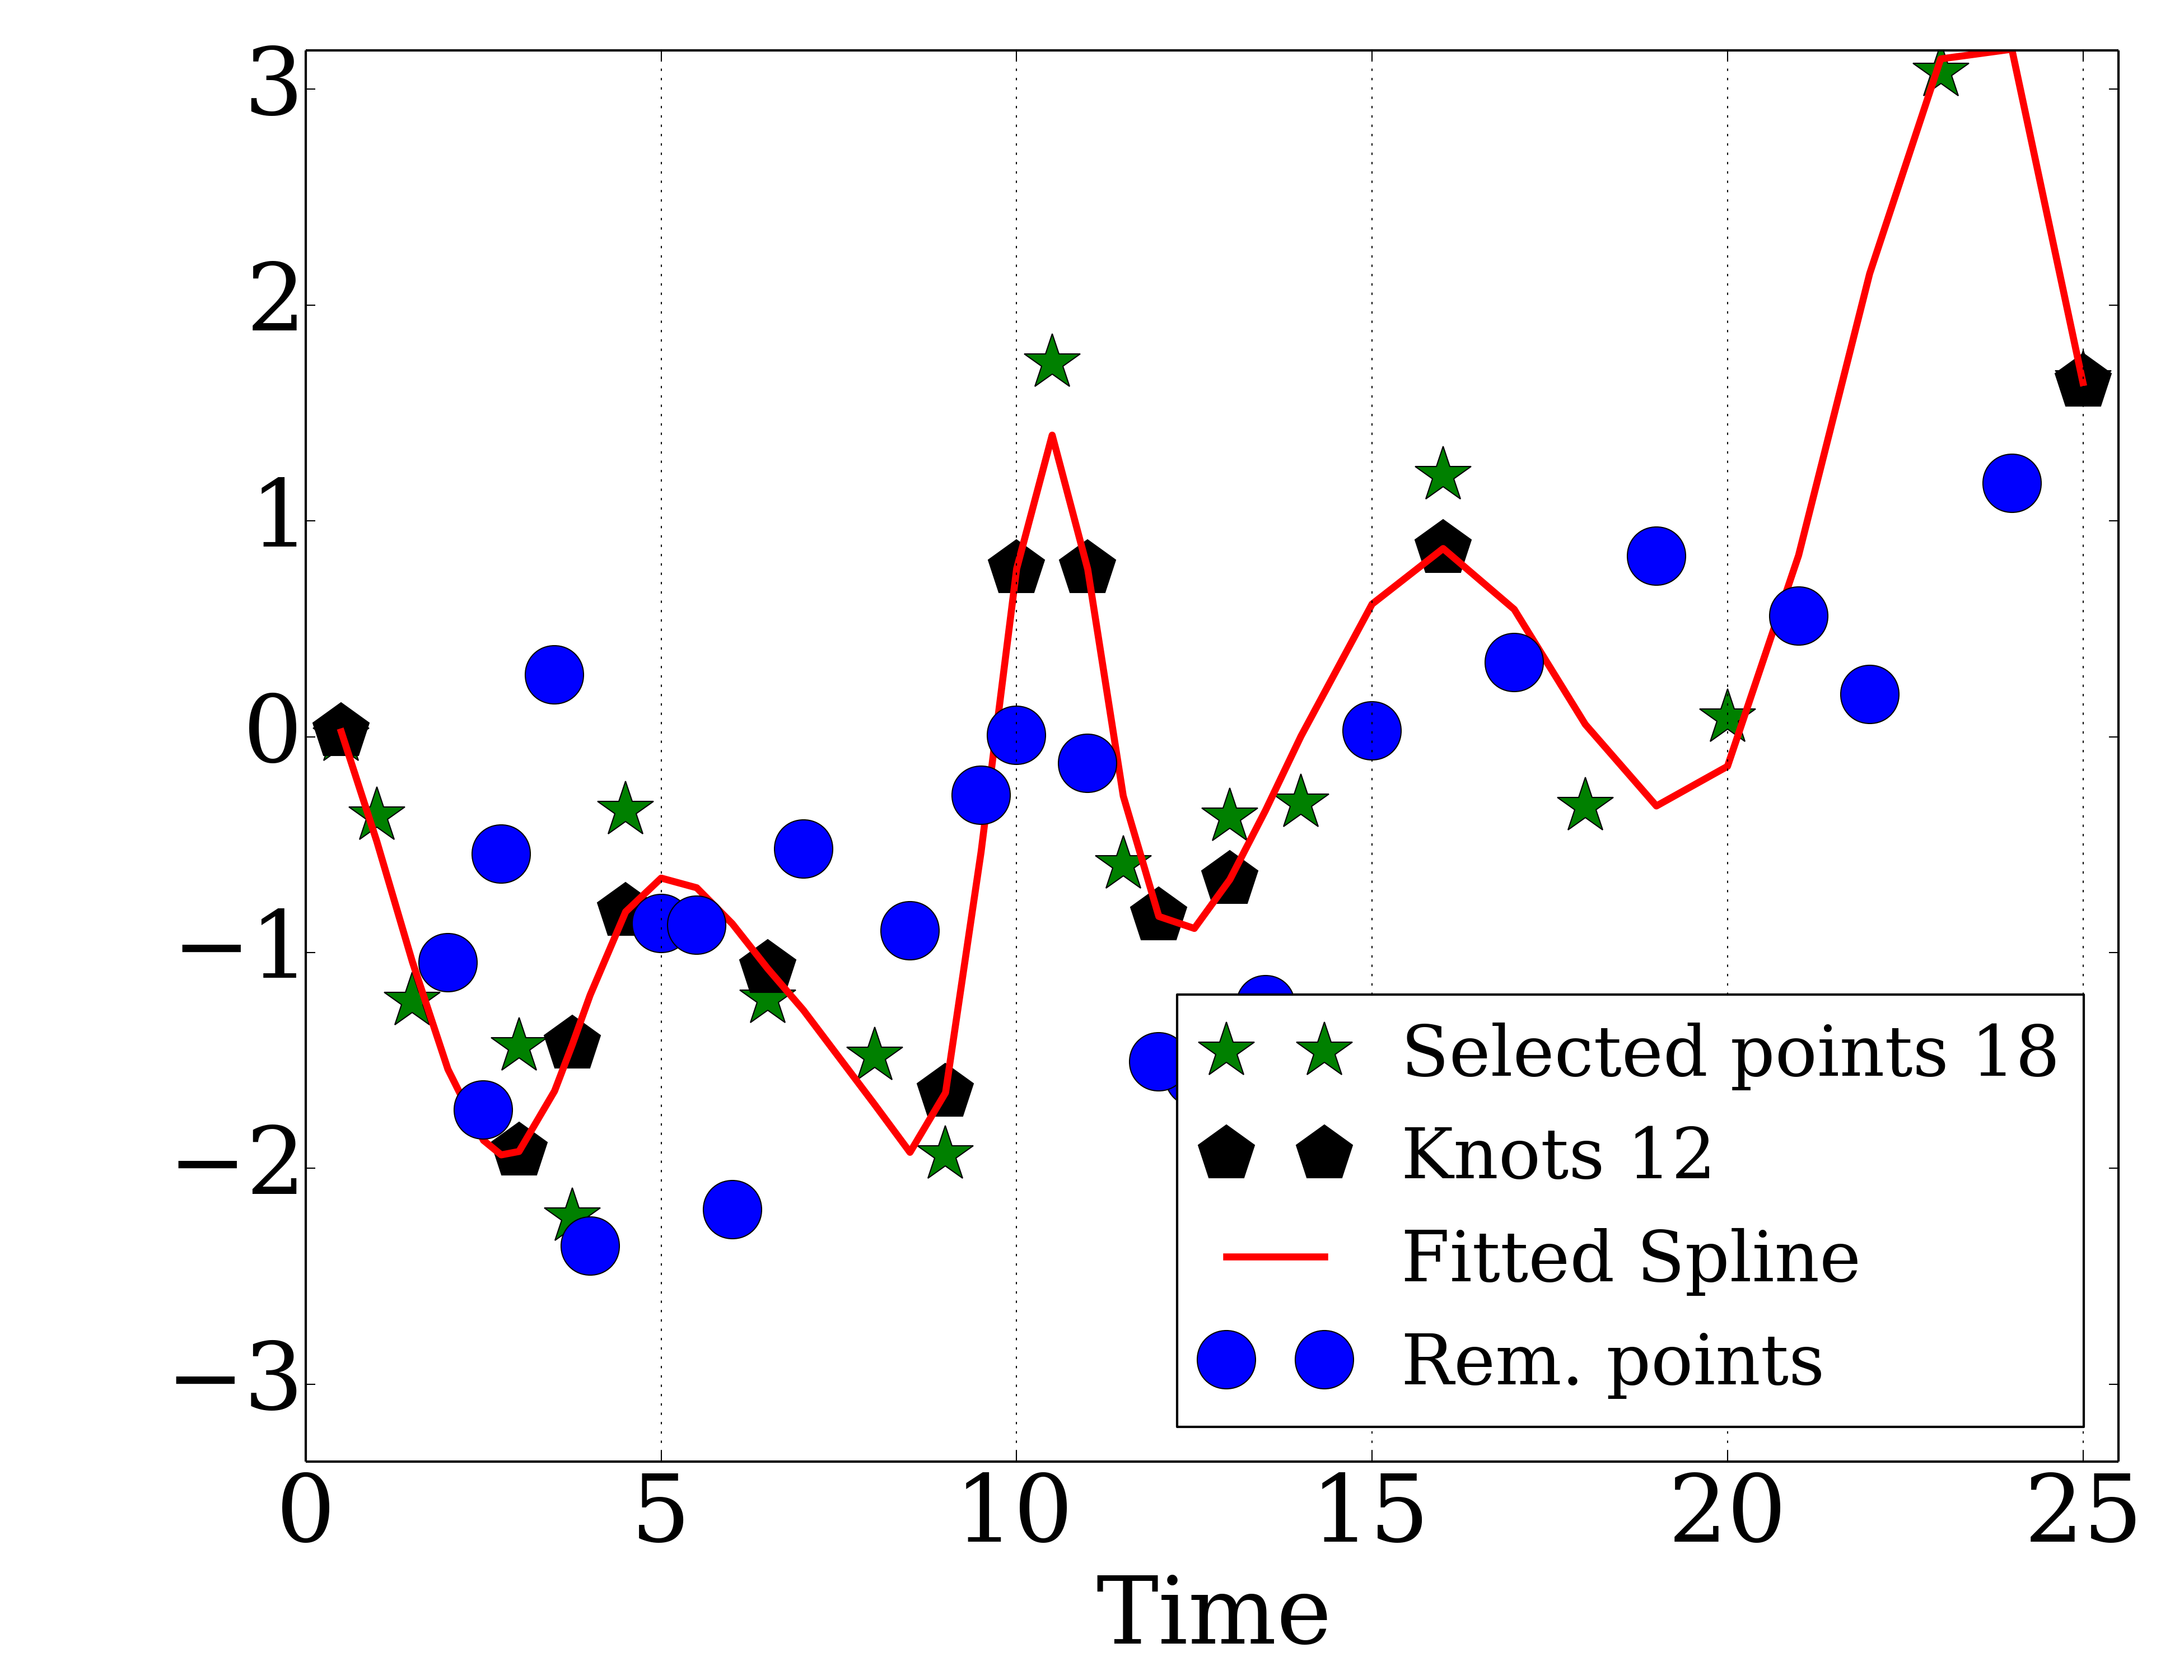 3
2
1
0
−1
−2
−3
0 5 10 15 20 25
Time
Selected points 18
Knots 12
Fitted Spline
Rem. points